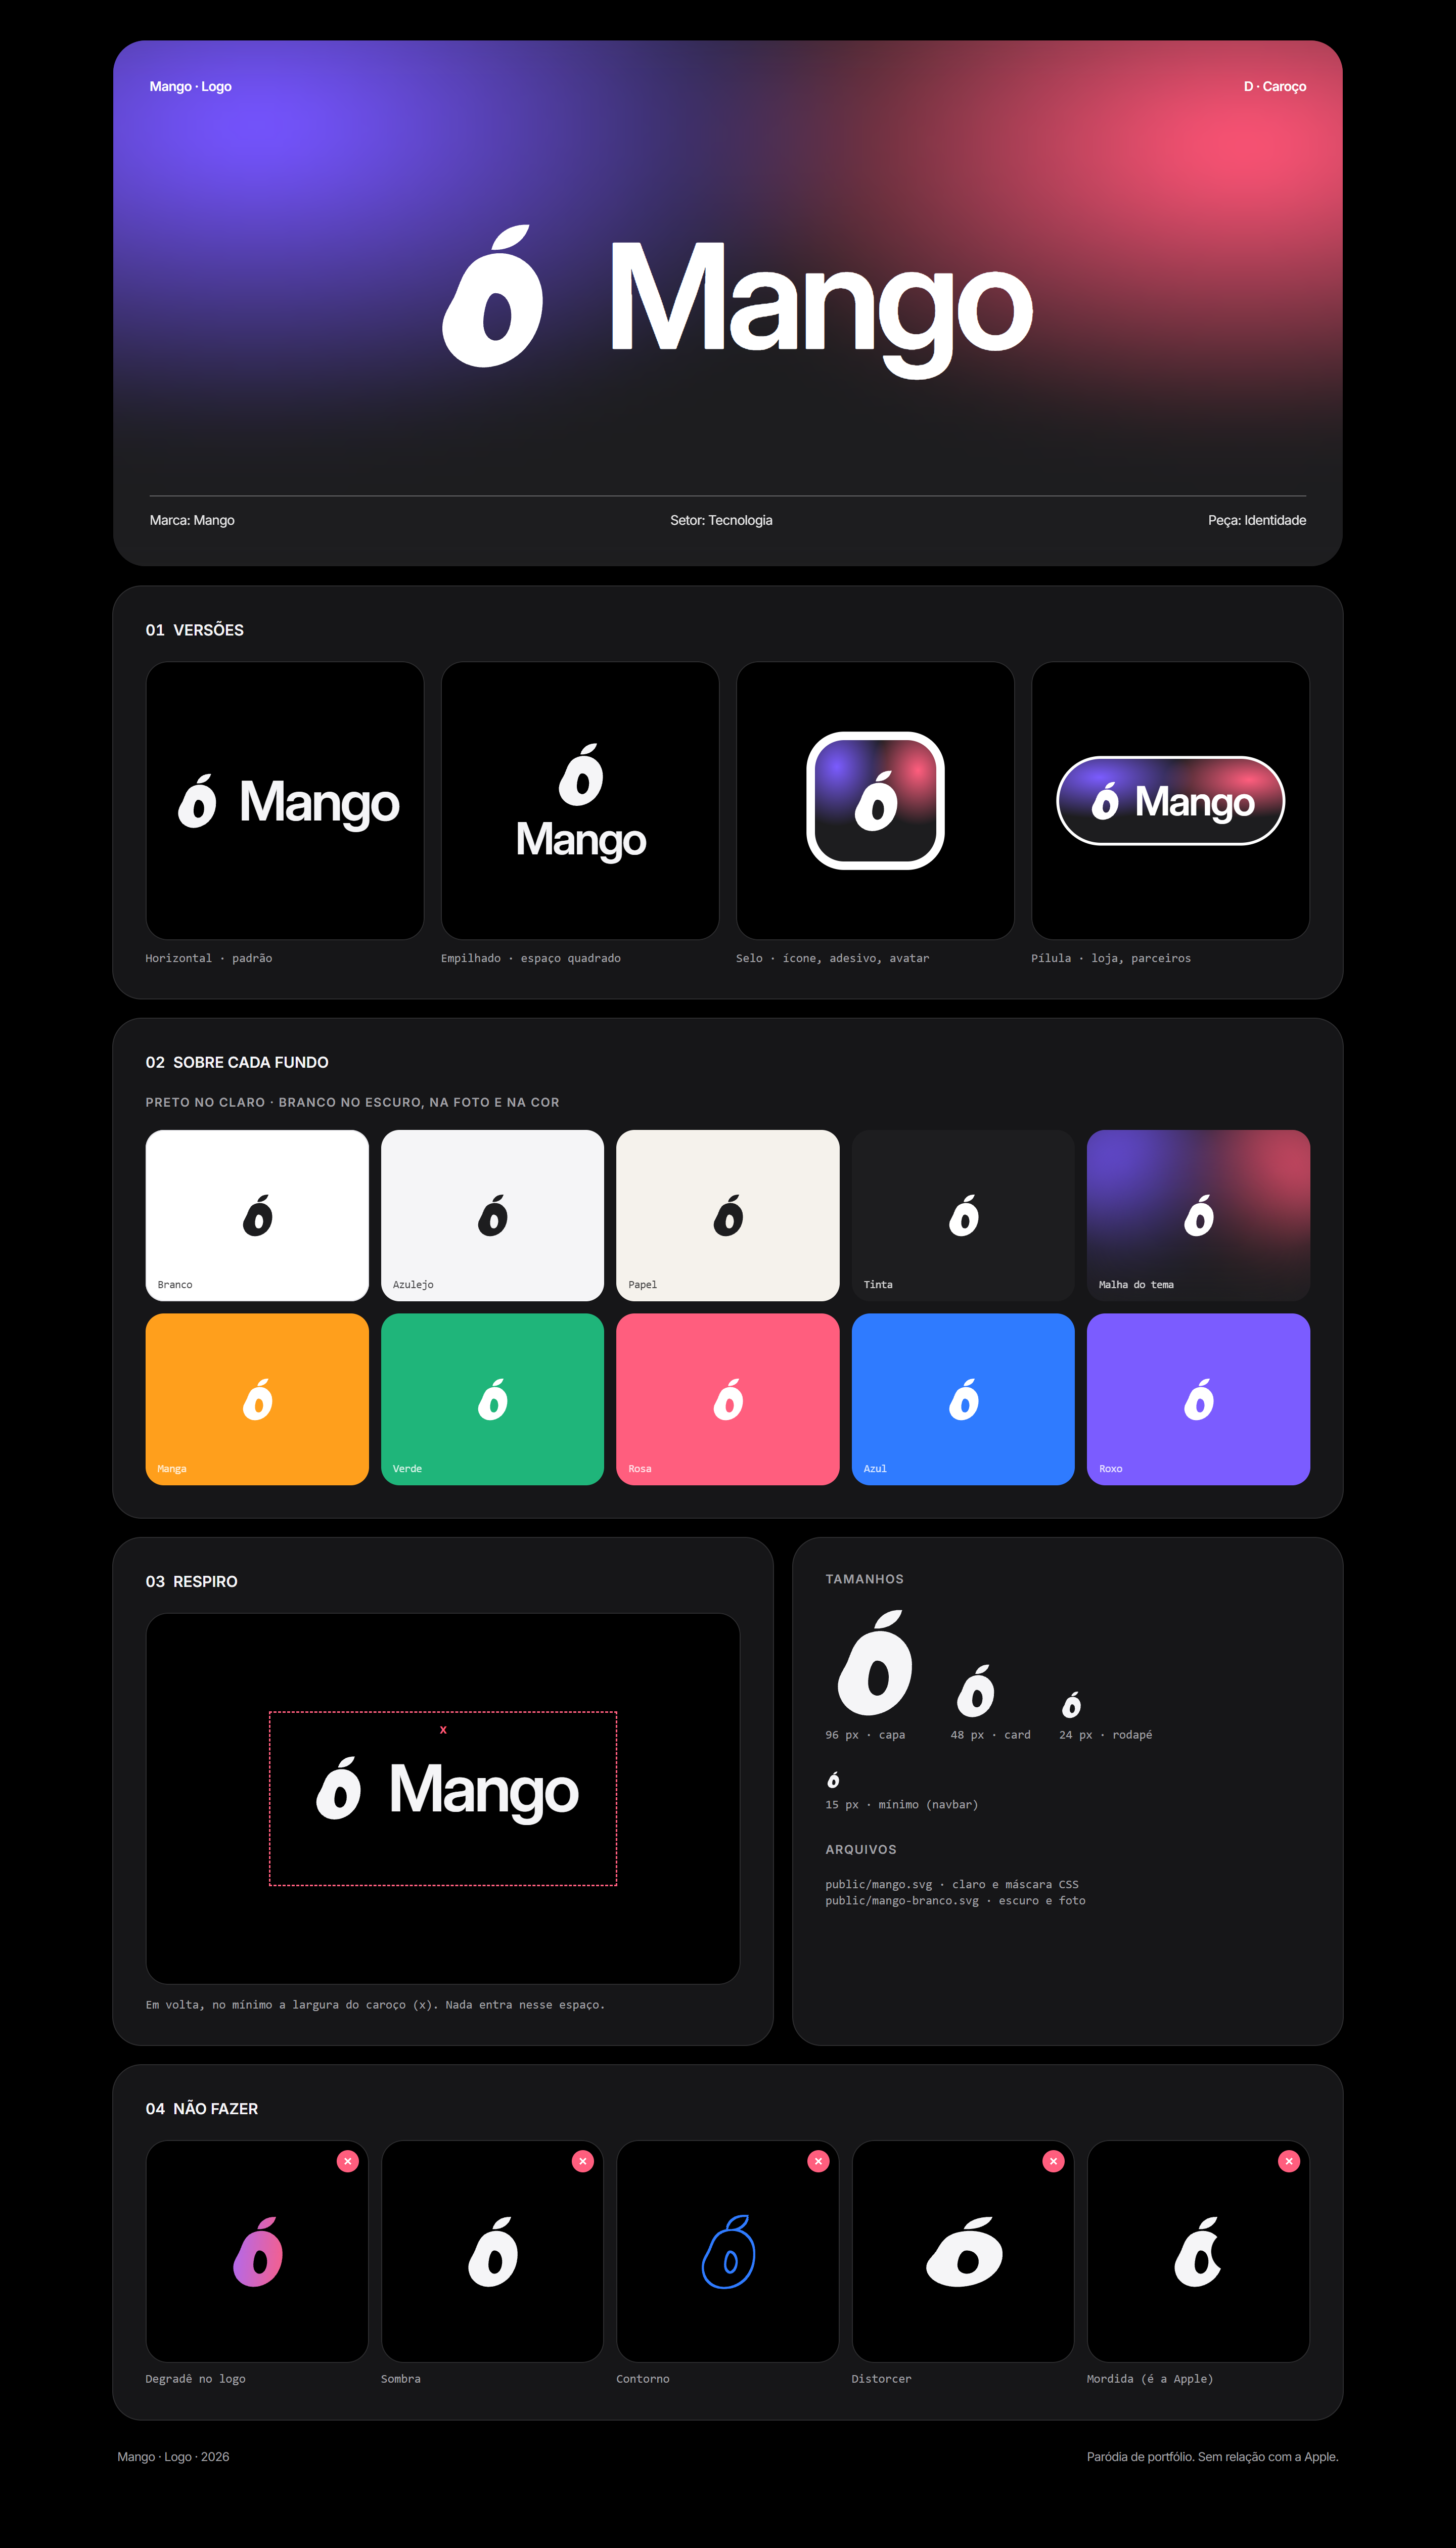 Mango · Logo
D · Caroço
Mango
Marca: Mango
Setor: Tecnologia
Peça: Identidade
01 VERSÕES
Mango
Mango
Mango
Horizontal · padrão
Empilhado · espaço quadrado
Selo · ícone, adesivo, avatar
Pílula · loja, parceiros
02 SOBRE CADA FUNDO
PRETO NO CLARO · BRANCO NO ESCURO, NA FOTO E NA COR
Branco
Azulejo
Papel
Tinta
Malha do tema
Manga
Verde
Rosa
Azul
Roxo
03 RESPIRO
x
Mango
Em volta, no mínimo a largura do caroço (x). Nada entra nesse espaço.
TAMANHOS
96 px · capa
48 px · card
24 px · rodapé
15 px · mínimo (navbar)
ARQUIVOS
public/mango.svg · claro e máscara CSS
public/mango-branco.svg · escuro e foto
04 NÃO FAZER
Degradê no logo
Sombra
Contorno
Distorcer
Mordida (é a Apple)
Mango · Logo · 2026
Paródia de portfólio. Sem relação com a Apple.